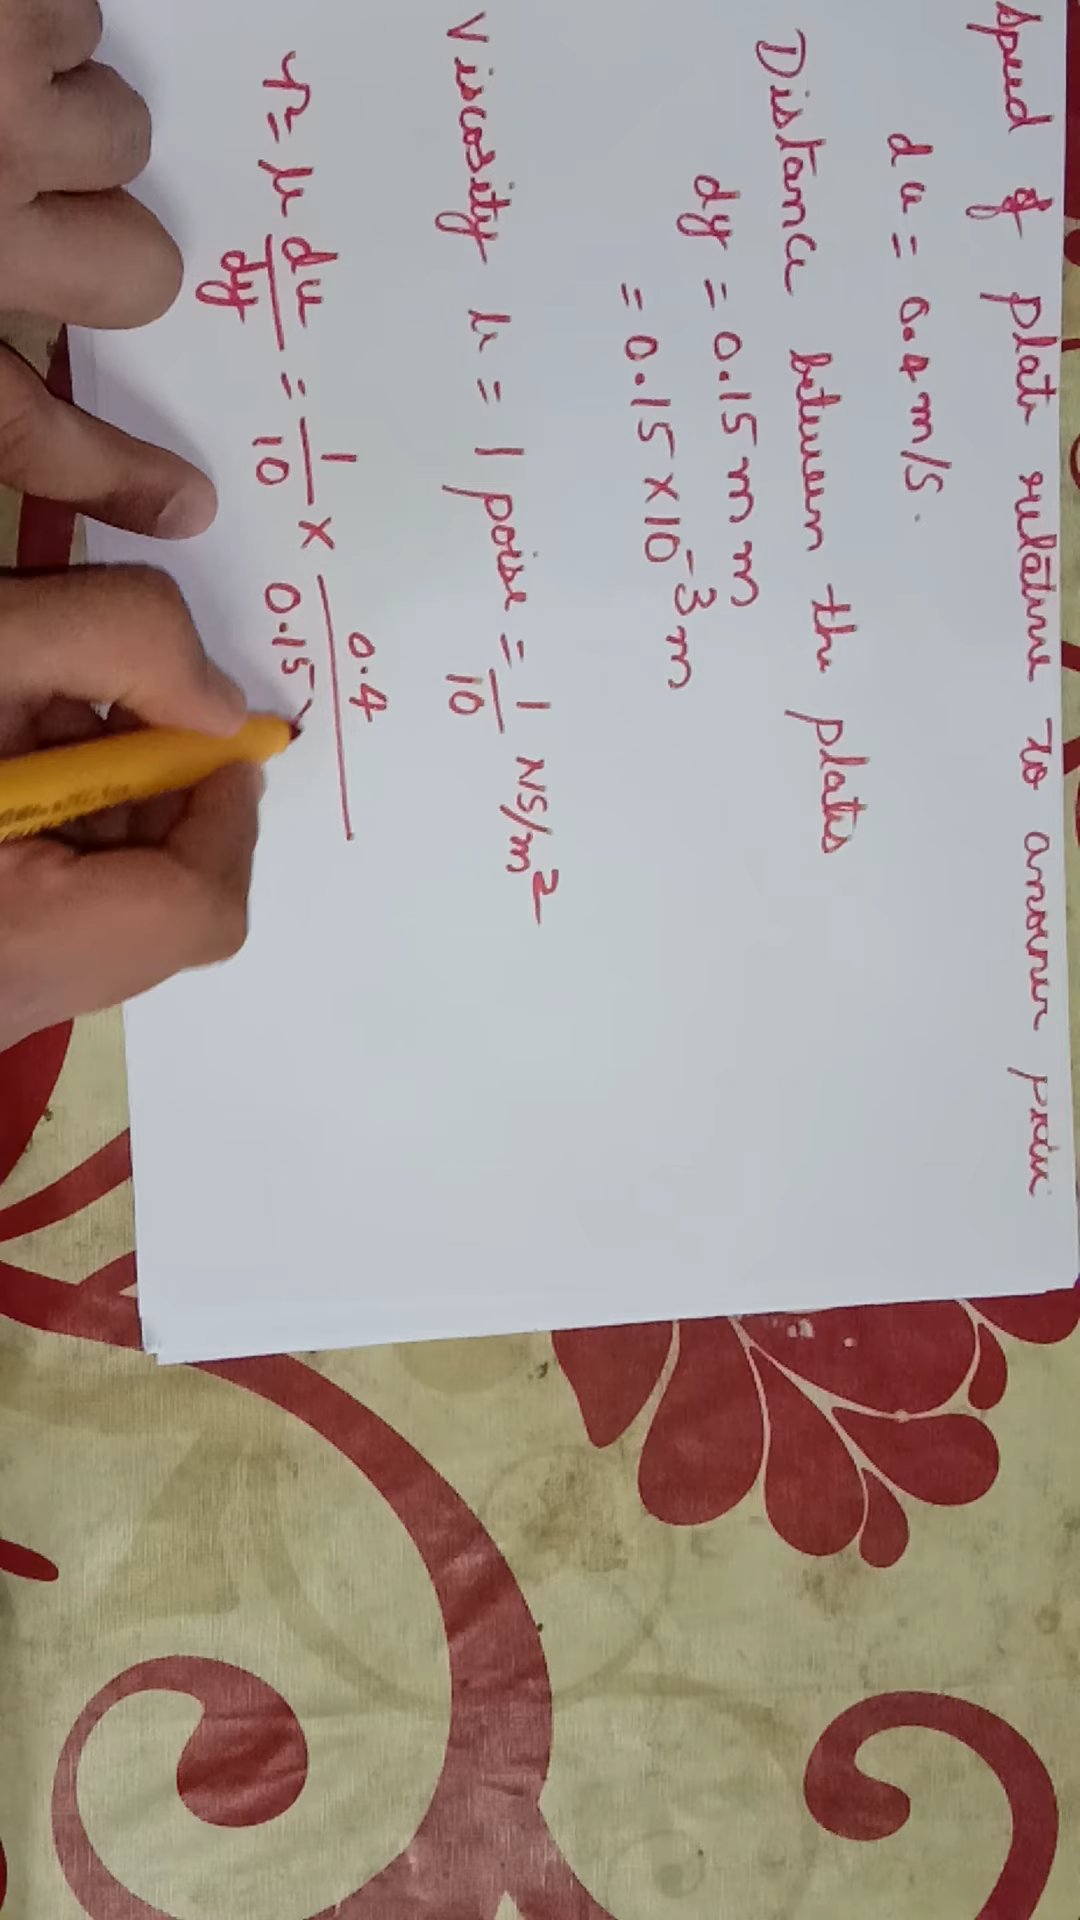 speed of plate relative to another plate
du = 0.4 m/s.
Distance between the plates
dy = 0.15 mm
= 0.15 × 10⁻³ m
Viscosity μ = 1 poise = 1/10 NS/m²
τ = μ du/dy = 1/10 × 0.4/0.15